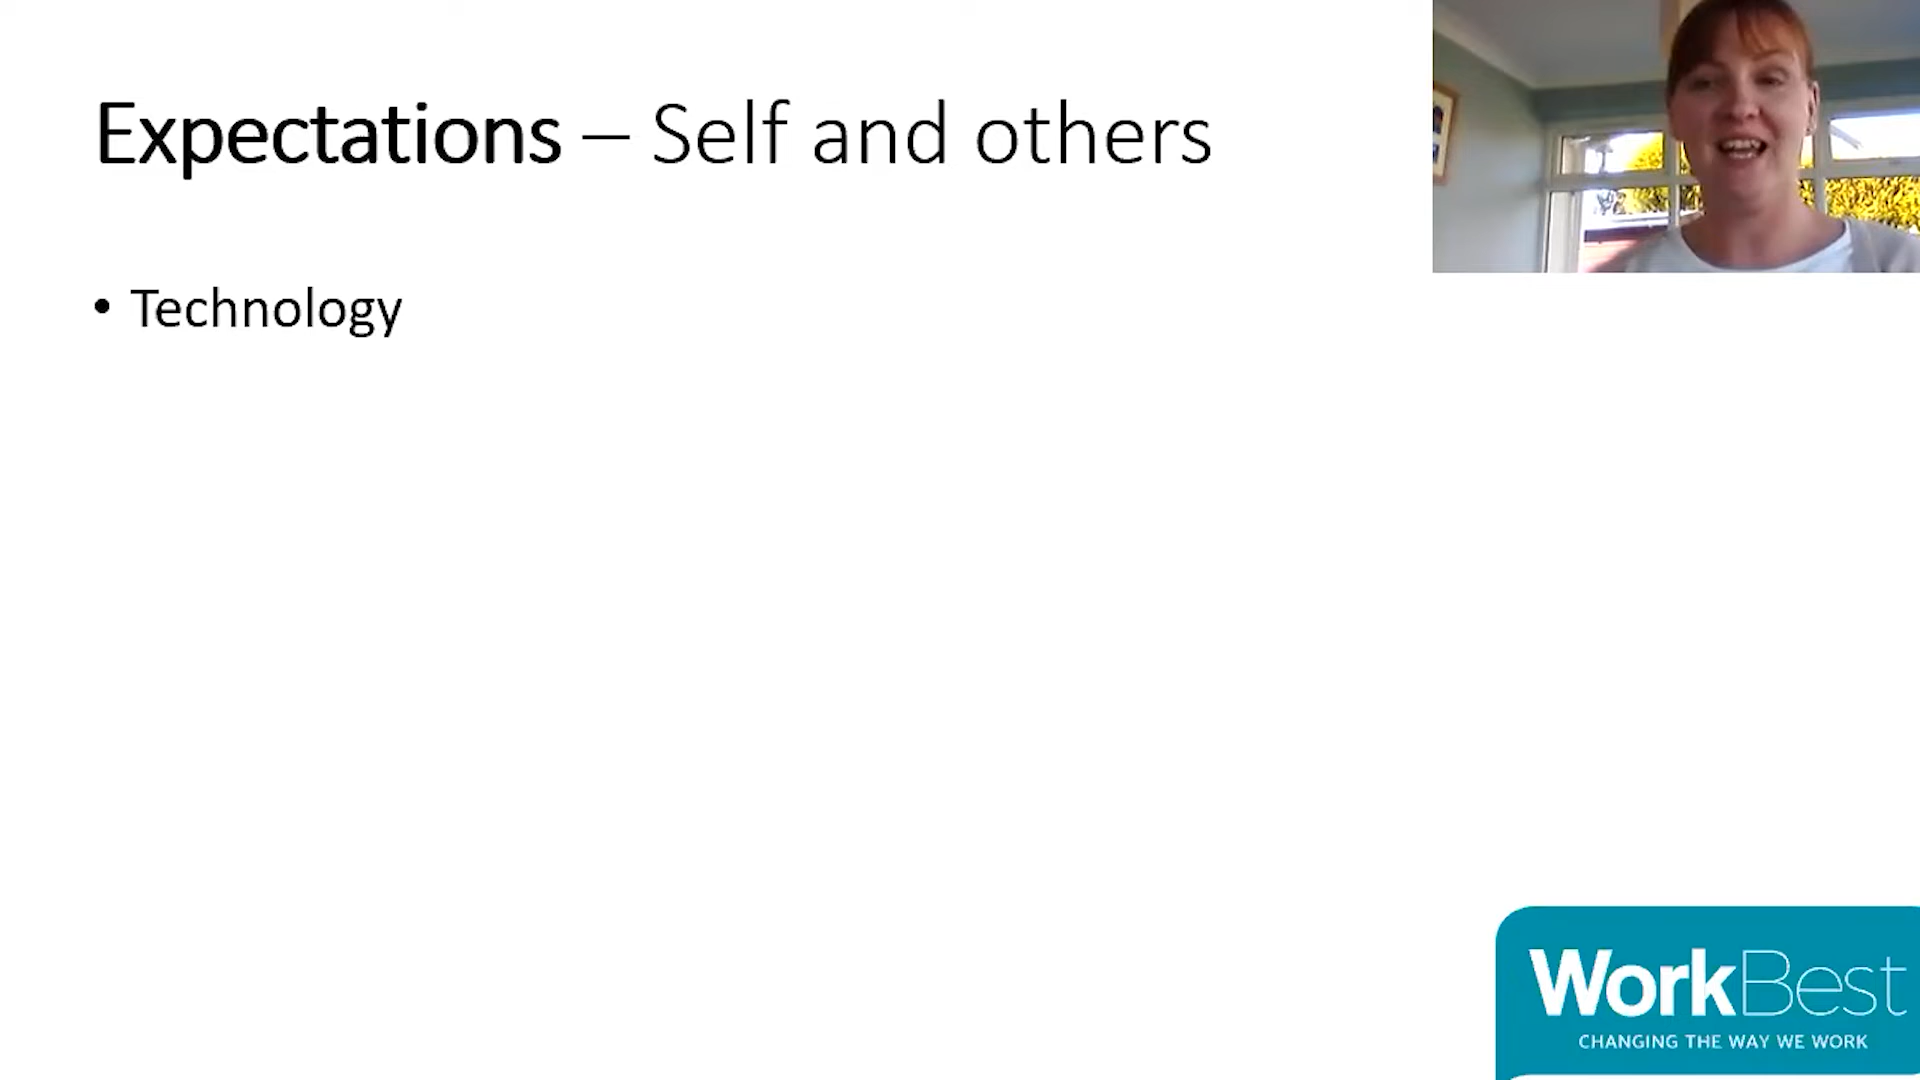 Expectations – Self and others
• Technology
WorkBest
CHANGING THE WAY WE WORK